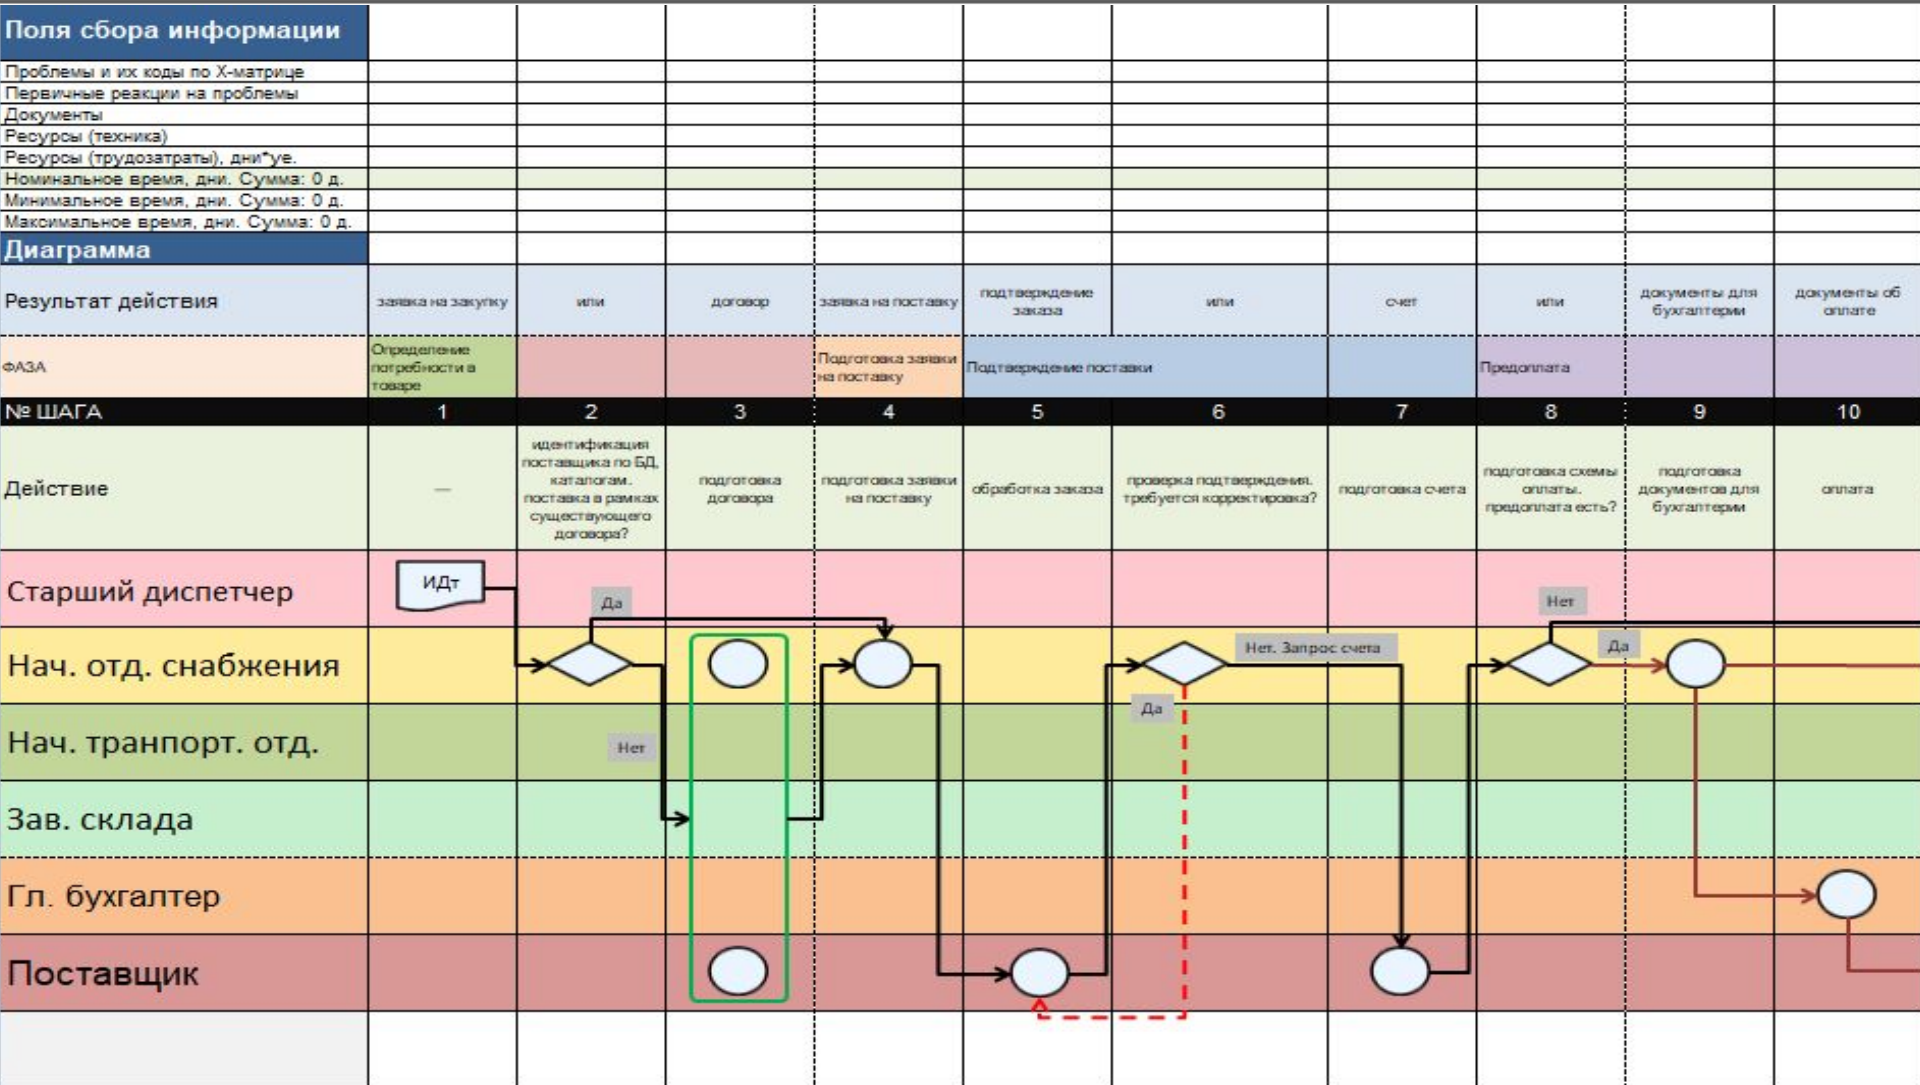 Поля сбора информации
Проблемы и их коды по X-матрице
Первичные реакции на проблемы
Документы
Ресурсы (техника)
Ресурсы (трудозатраты), дни*уе.
Номинальное время, дни. Сумма: 0 д.
Минимальное время, дни. Сумма: 0 д.
Максимальное время, дни. Сумма: 0 д.
Диаграмма
Результат действия
заявка на закупку
или
договор
заявка на поставку
подтверждение
заказа
или
счет
или
документы для
бухгалтерии
документы об
оплате
ФАЗА
Определение
потребности в
товаре
Подготовка заявки
на поставку
Подтверждение поставки
Предоплата
№ ШАГА 1 2 3 4 5 6 7 8 9 10
Действие
—
идентификация
поставщика по БД,
каталогам.
поставка в рамках
существующего
договора?
подготовка
договора
подготовка заявки
на поставку
обработка заказа
проверка подтверждения.
требуется корректировка?
подготовка счета
подготовка схемы
оплаты.
предоплата есть?
подготовка
документов для
бухгалтерии
оплата
Старший диспетчер
ИДт
Да
Нет
Нач. отд. снабжения
Нет. Запрос счета
Да
Да
Нач. транпорт. отд.
Нет
Зав. склада
Гл. бухгалтер
Поставщик